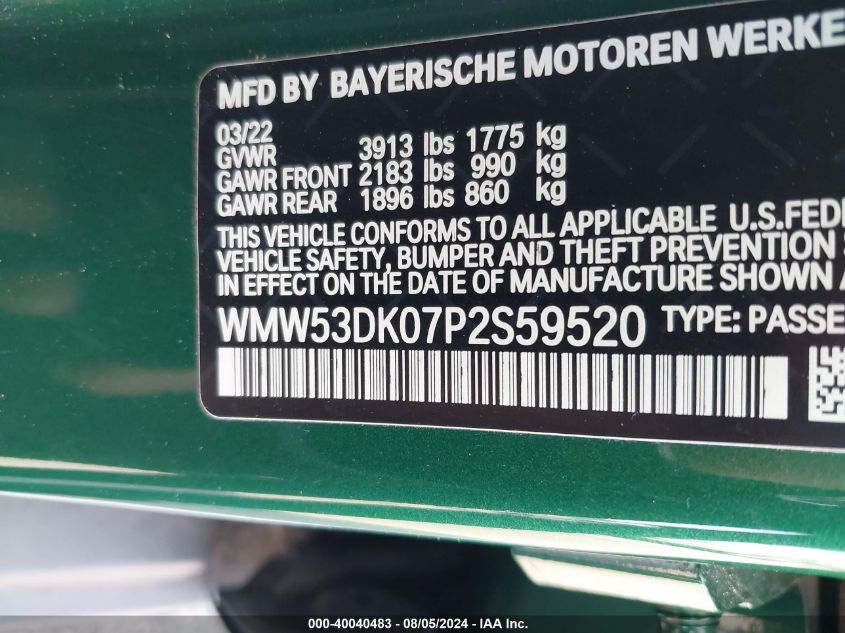 MFD BY BAYERISCHE MOTOREN WERKE
03/22
GVWR 3913 lbs 1775 kg
GAWR FRONT 2183 lbs 990 kg
GAWR REAR 1896 lbs 860 kg
THIS VEHICLE CONFORMS TO ALL APPLICABLE U.S.FEDE
VEHICLE SAFETY, BUMPER AND THEFT PREVENTION
IN EFFECT ON THE DATE OF MANUFACTURE SHOWN A
WMW53DK07P2S59520 TYPE: PASSE
000-40040483 - 08/05/2024 - IAA Inc.